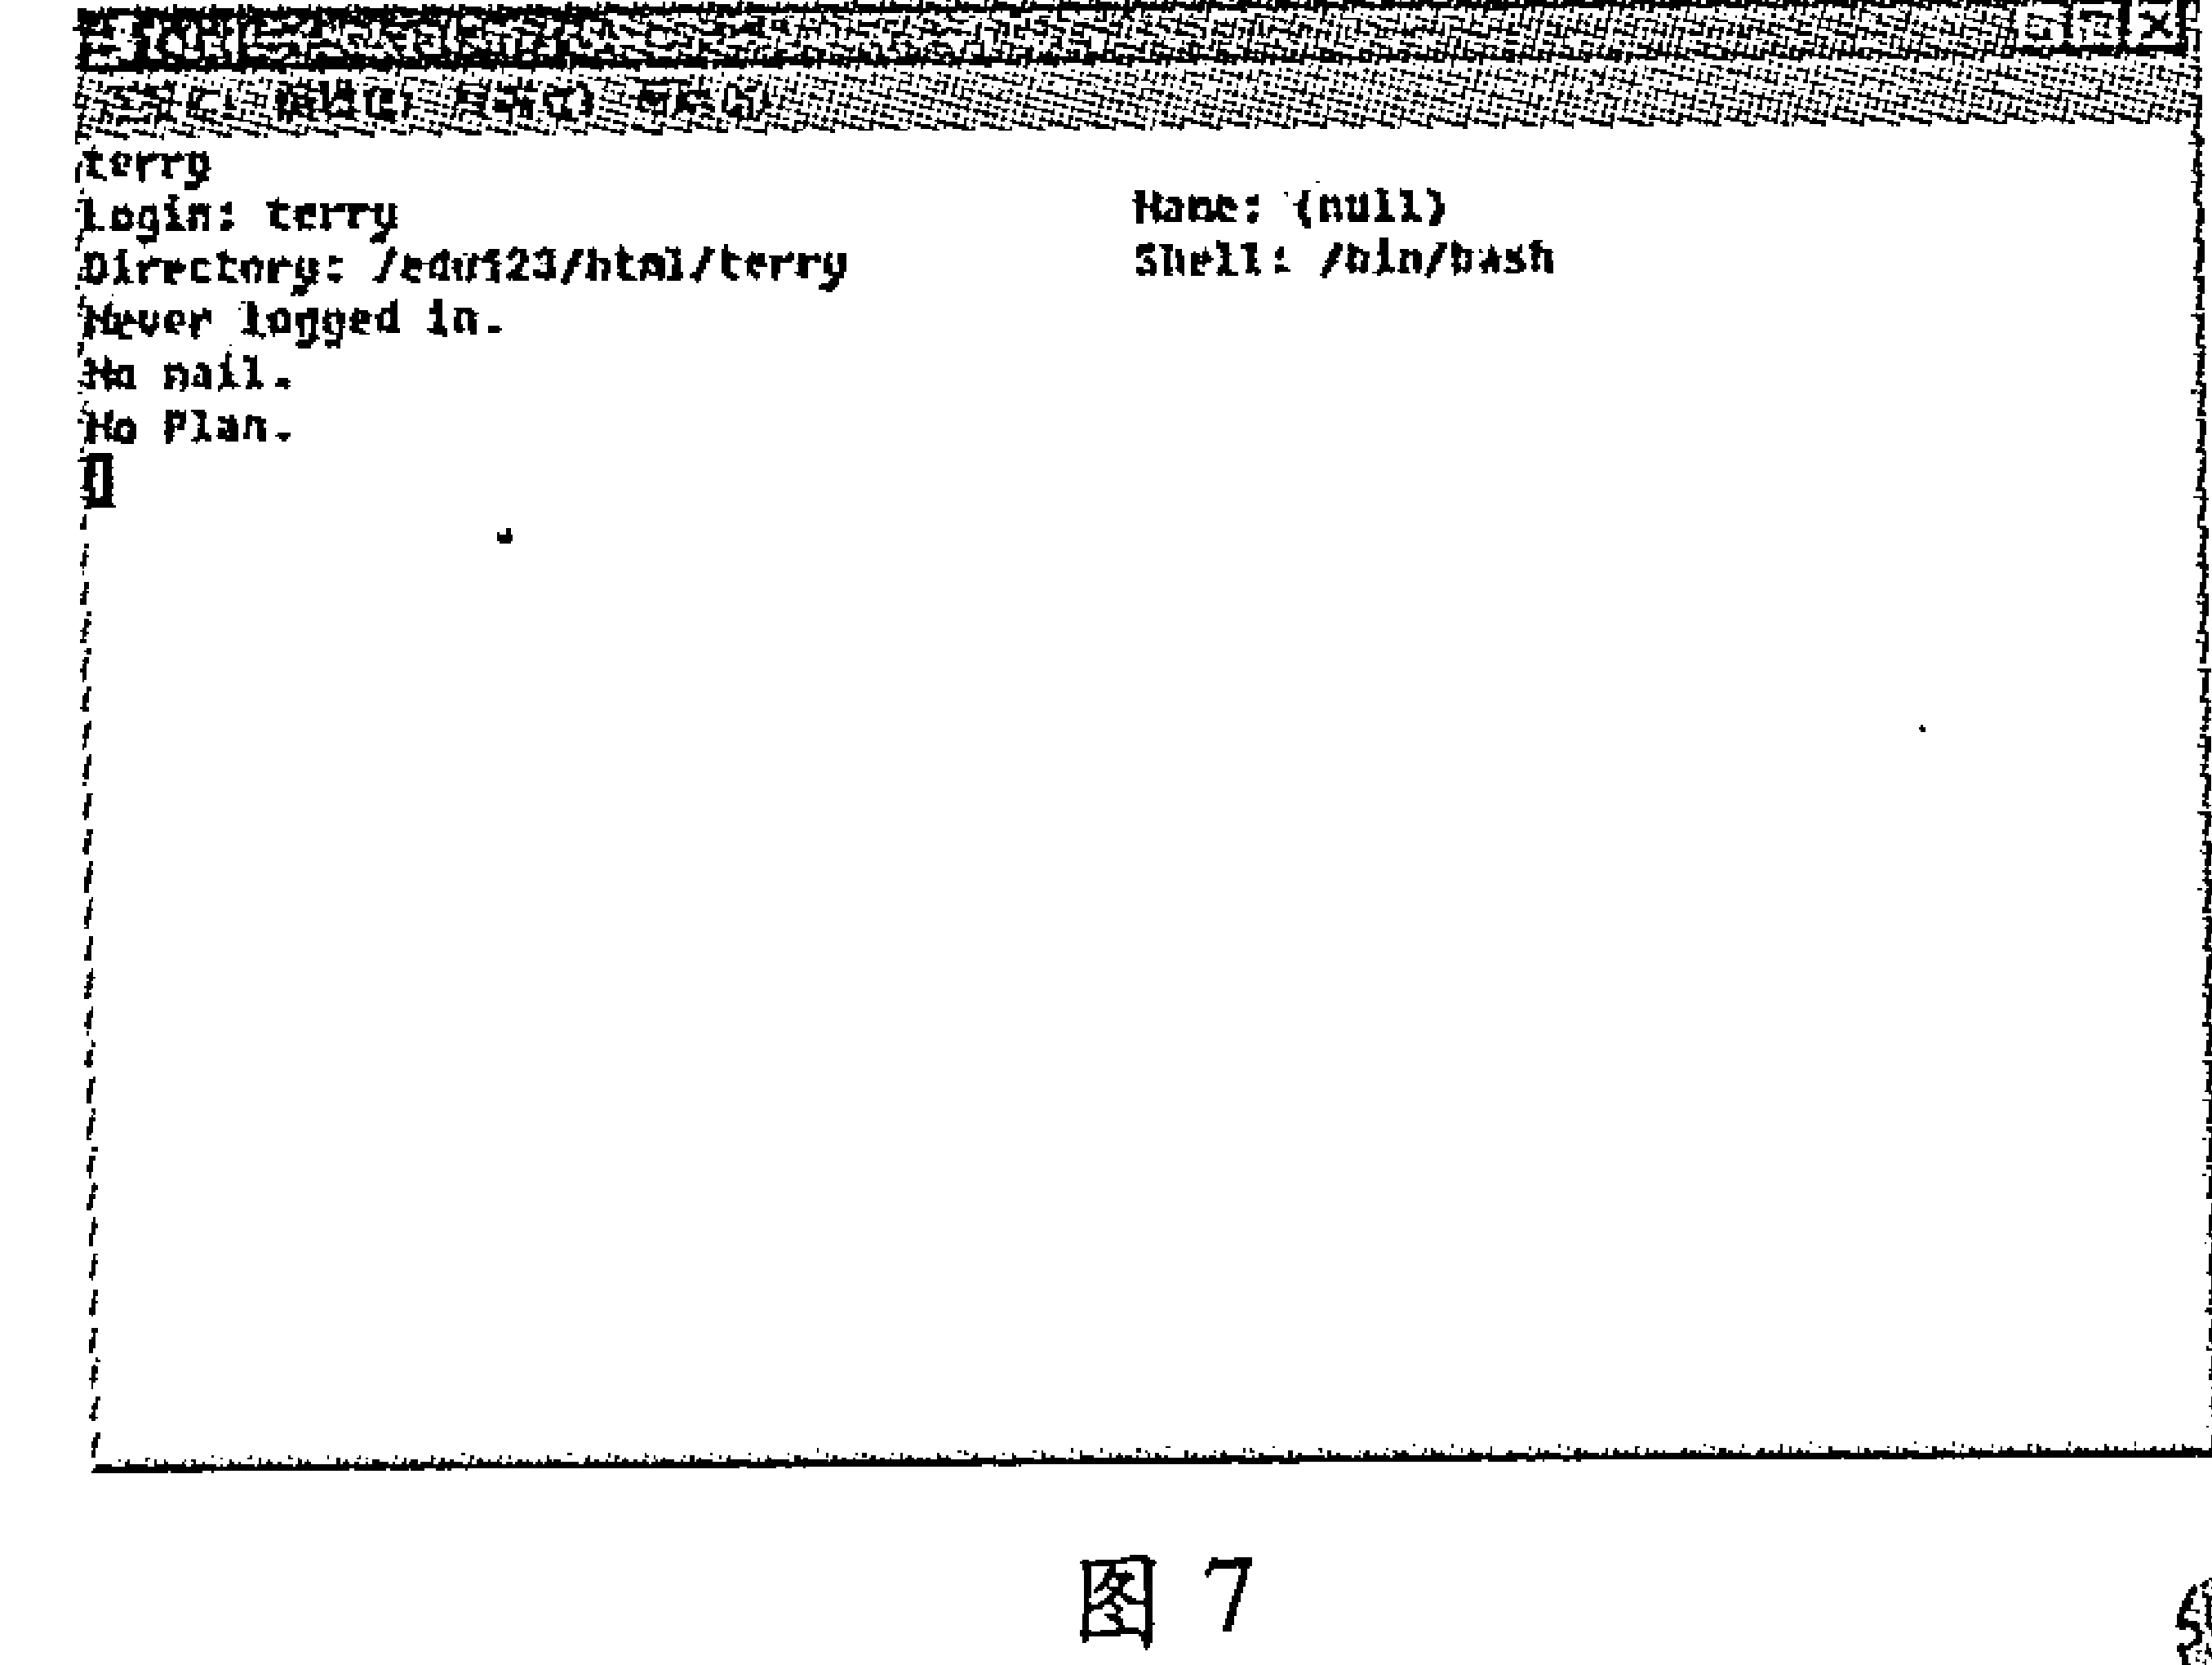 terry
Login: terry Name: (null)
Directory: /edu123/html/terry Shell: /bin/bash
Never logged in.
No mail.
No Plan.
图 7